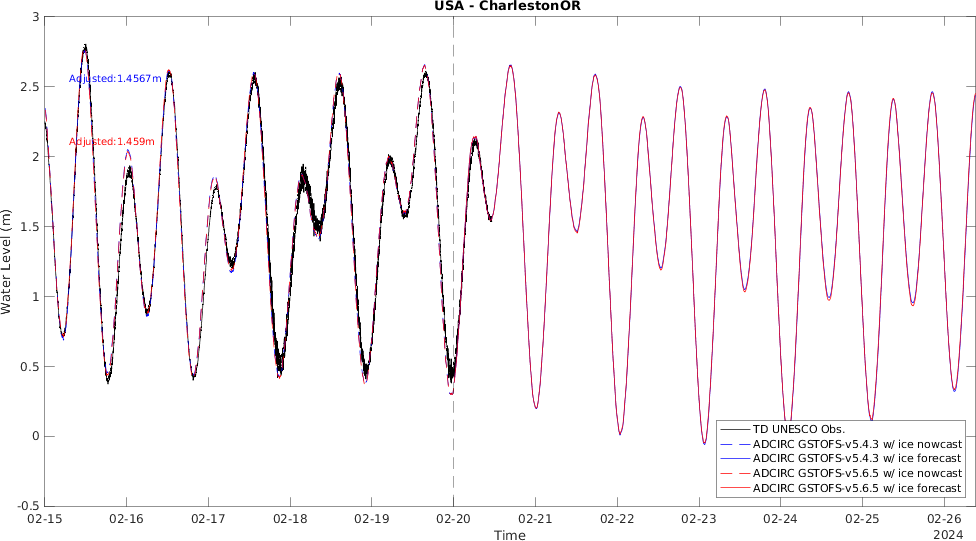 USA - CharlestonOR
3
2.5
2
1.5
1
0.5
0
-0.5
Water Level (m)
Adjusted:1.4567m
Adjusted:1.459m
TD UNESCO Obs.
ADCIRC GSTOFS-v5.4.3 w/ ice nowcast
ADCIRC GSTOFS-v5.4.3 w/ ice forecast
ADCIRC GSTOFS-v5.6.5 w/ ice nowcast
ADCIRC GSTOFS-v5.6.5 w/ ice forecast
02-15 02-16 02-17 02-18 02-19 02-20 02-21 02-22 02-23 02-24 02-25 02-26
Time
2024